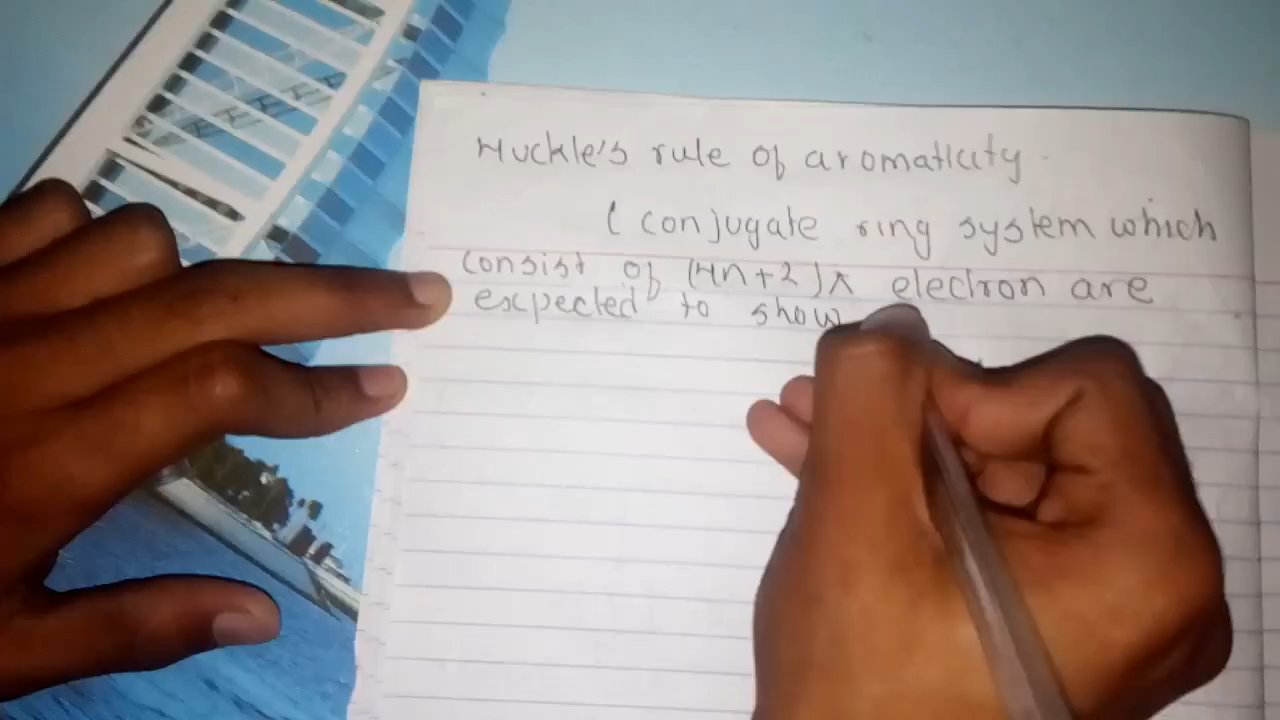 Huckle's rule of aromaticity
( conjugate ring system which
consist of (4n+2)π electron are
expected to show